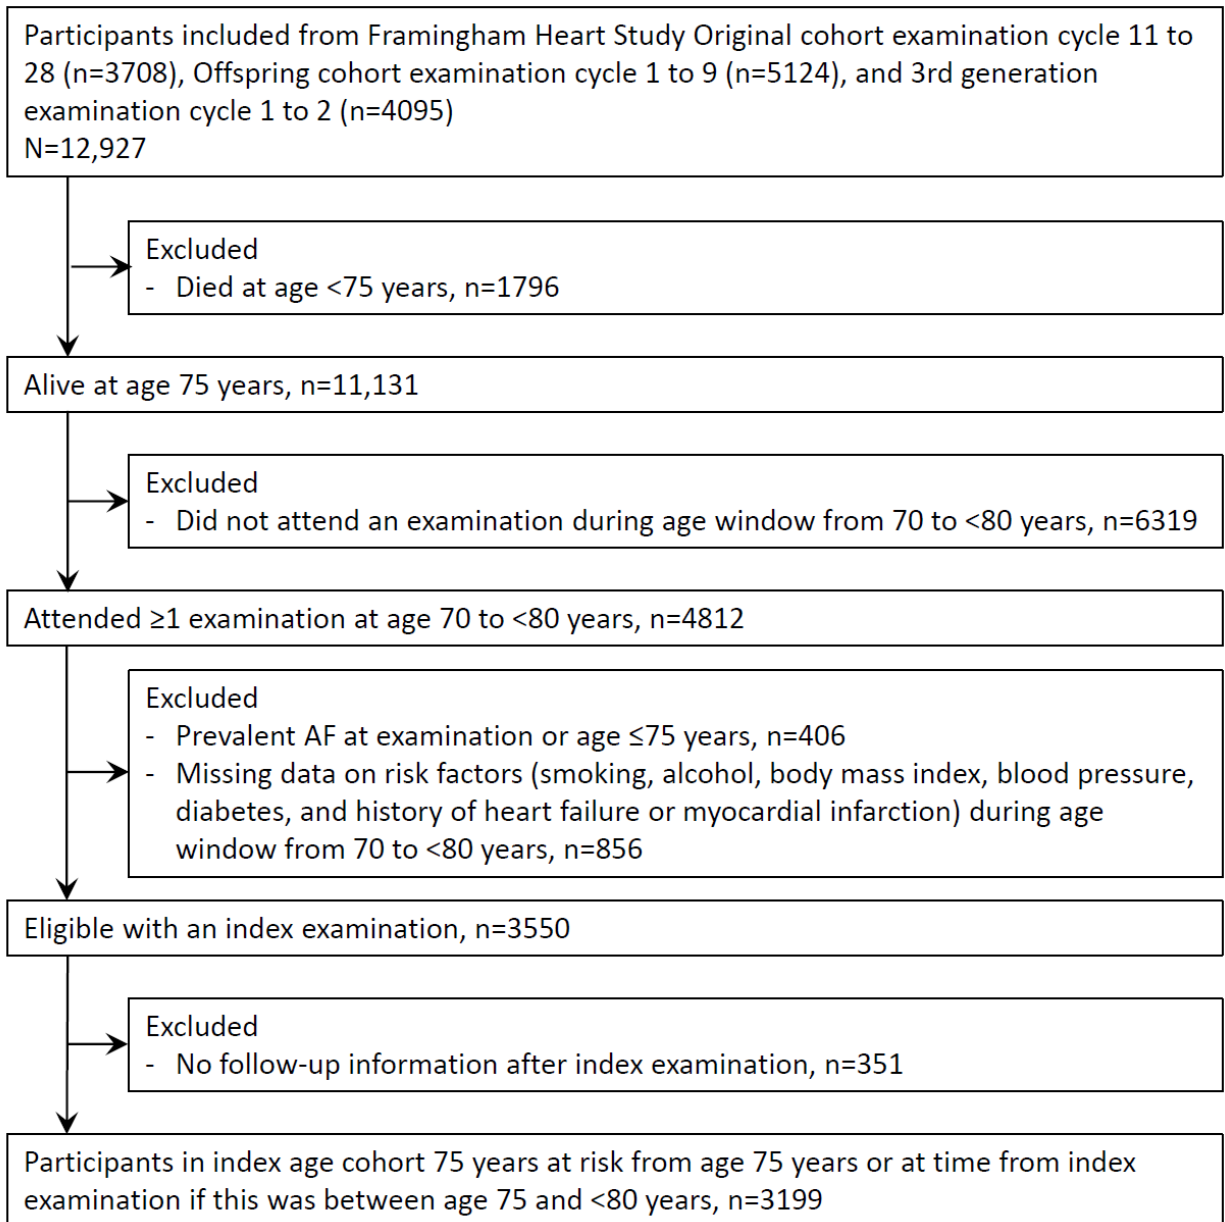 Participants included from Framingham Heart Study Original cohort examination cycle 11 to
28 (n=3708), Offspring cohort examination cycle 1 to 9 (n=5124), and 3rd generation
examination cycle 1 to 2 (n=4095)
N=12,927
Excluded
- Died at age <75 years, n=1796
Alive at age 75 years, n=11,131
Excluded
- Did not attend an examination during age window from 70 to <80 years, n=6319
Attended ≥1 examination at age 70 to <80 years, n=4812
Excluded
- Prevalent AF at examination or age ≤75 years, n=406
- Missing data on risk factors (smoking, alcohol, body mass index, blood pressure,
diabetes, and history of heart failure or myocardial infarction) during age
window from 70 to <80 years, n=856
Eligible with an index examination, n=3550
Excluded
- No follow-up information after index examination, n=351
Participants in index age cohort 75 years at risk from age 75 years or at time from index
examination if this was between age 75 and <80 years, n=3199